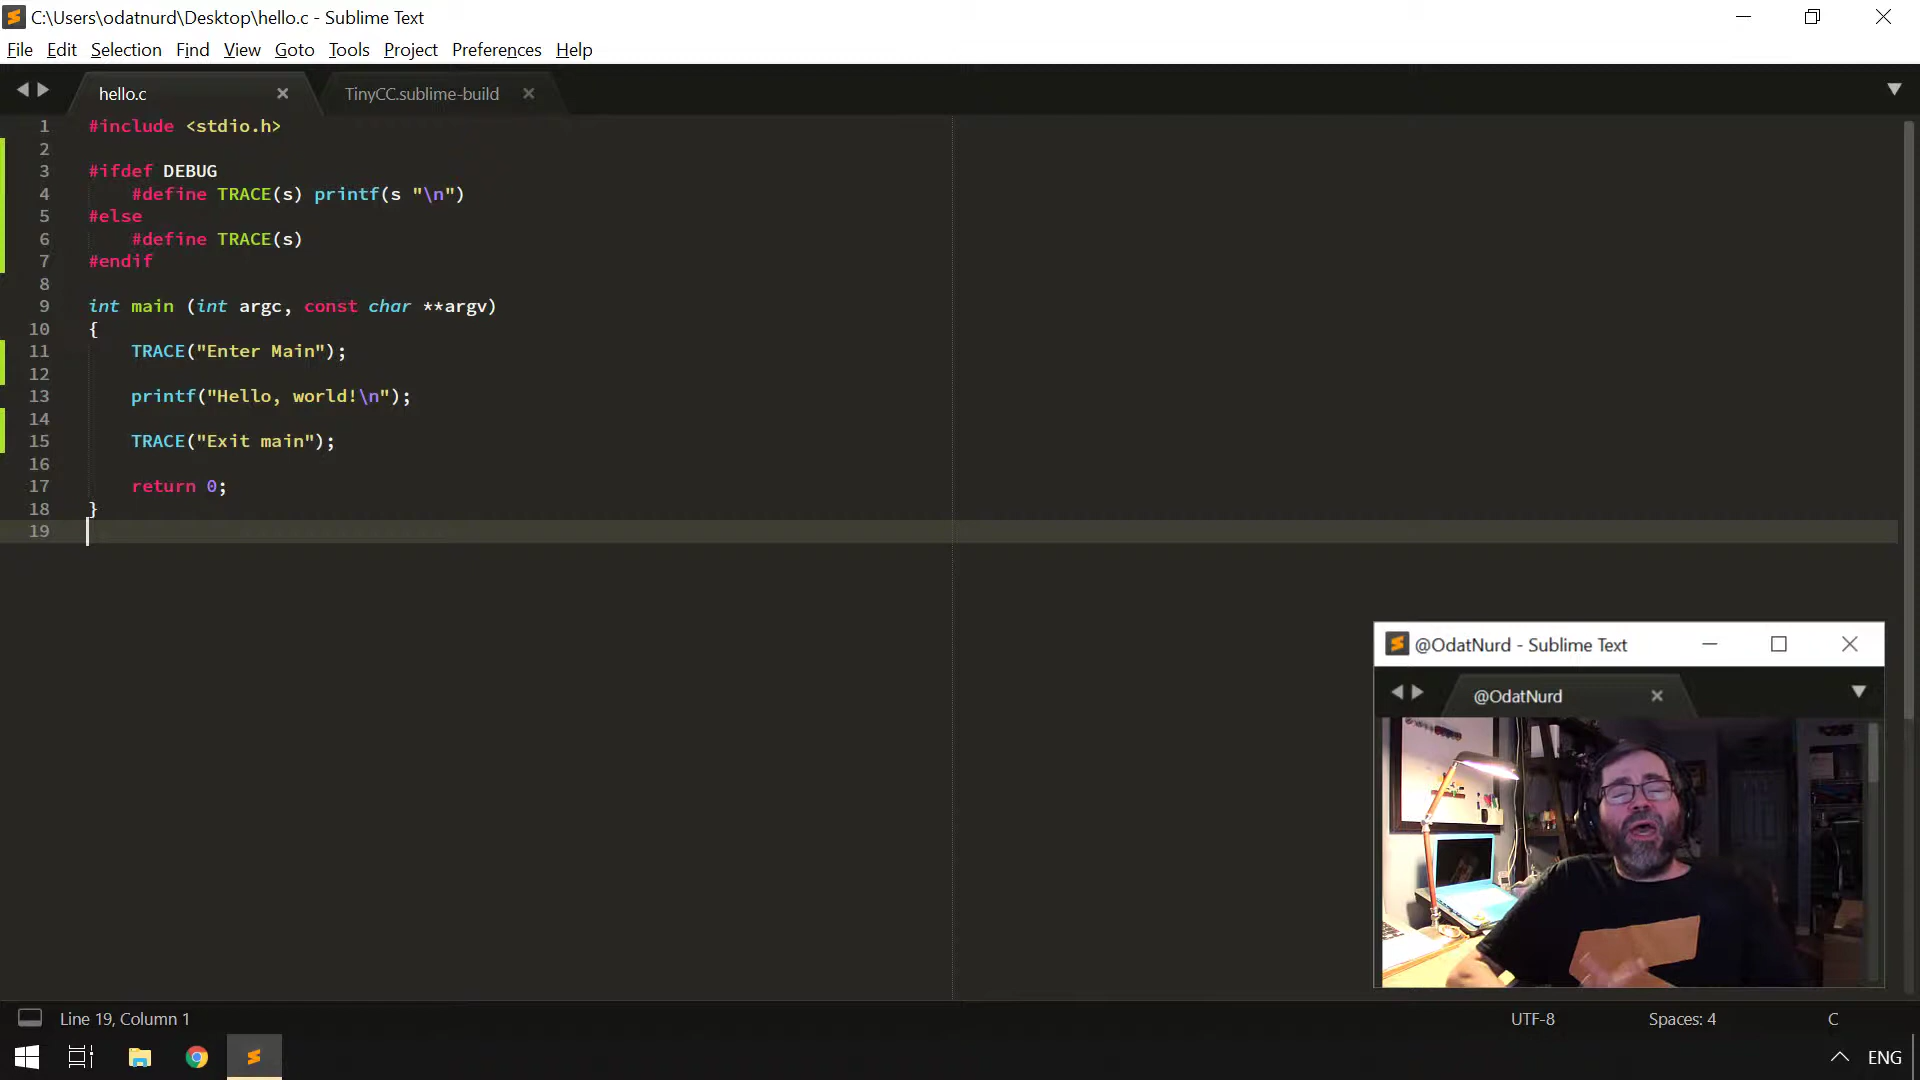 C:\Users\odatnurd\Desktop\hello.c - Sublime Text
File Edit Selection Find View Goto Tools Project Preferences Help
hello.c TinyCC.sublime-build
1 #include <stdio.h>
2
3 #ifdef DEBUG
4 #define TRACE(s) printf(s "\n")
5 #else
6 #define TRACE(s)
7 #endif
8
9 int main (int argc, const char **argv)
10 {
11 TRACE("Enter Main");
12
13 printf("Hello, world!\n");
14
15 TRACE("Exit main");
16
17 return 0;
18 }
19
@OdatNurd - Sublime Text
@OdatNurd
Line 19, Column 1 UTF-8 Spaces: 4 C
ENG